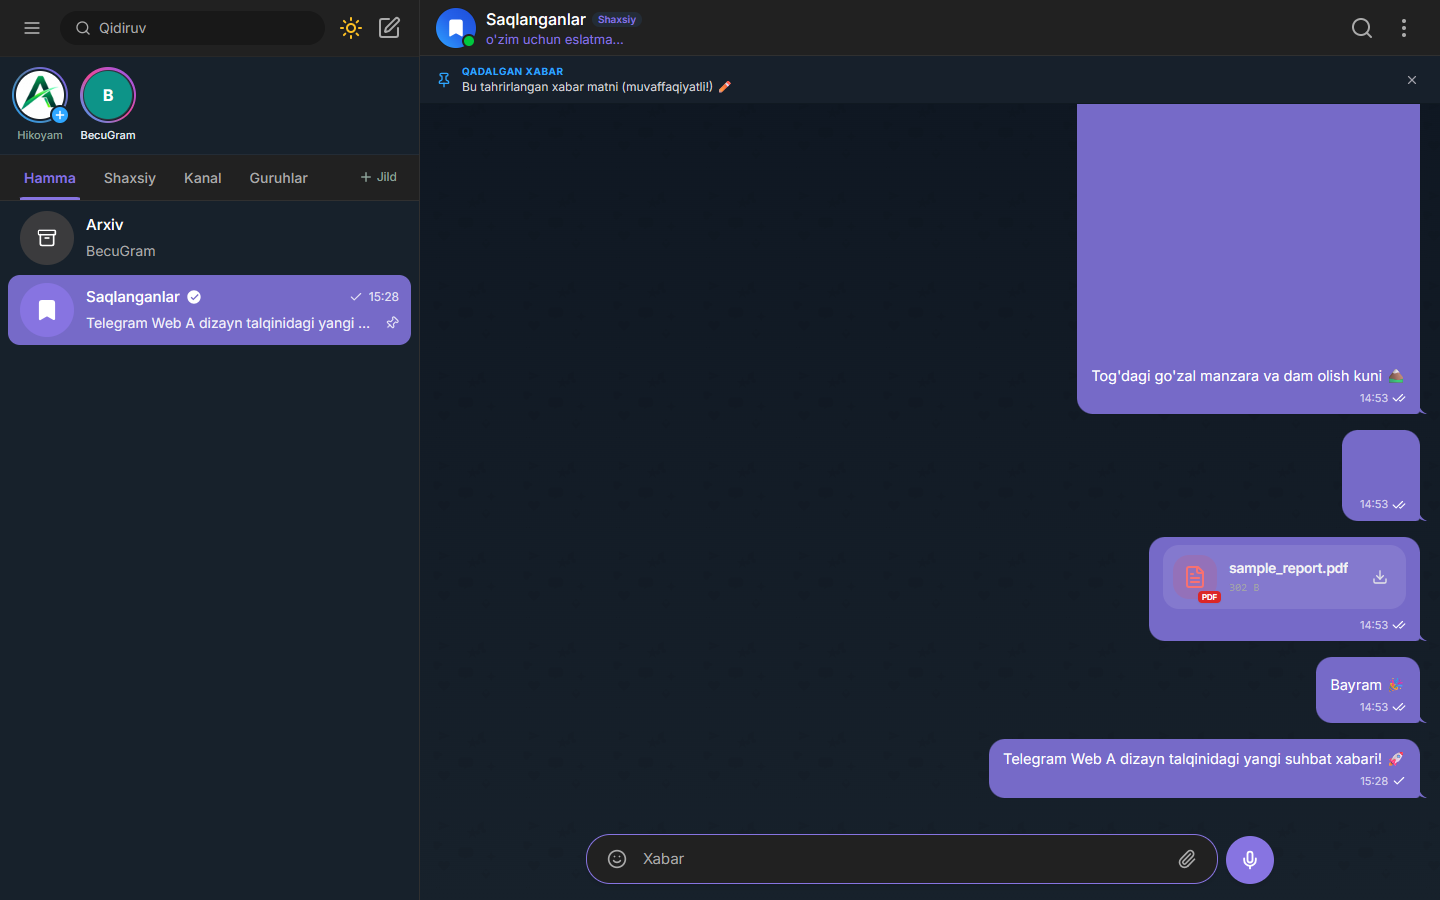 Qidiruv
Hikoyam
B
BecuGram
Hamma
Shaxsiy
Kanal
Guruhlar
+ Jild
Arxiv
BecuGram
Saqlanganlar
15:28
Telegram Web A dizayn talqinidagi yangi ...
Saqlanganlar Shaxsiy
o'zim uchun eslatma...
QADALGAN XABAR
Bu tahrirlangan xabar matni (muvaffaqiyatli!)
Tog'dagi go'zal manzara va dam olish kuni
14:53
14:53
sample_report.pdf
302 B
PDF
14:53
Bayram
14:53
Telegram Web A dizayn talqinidagi yangi suhbat xabari!
15:28
Xabar